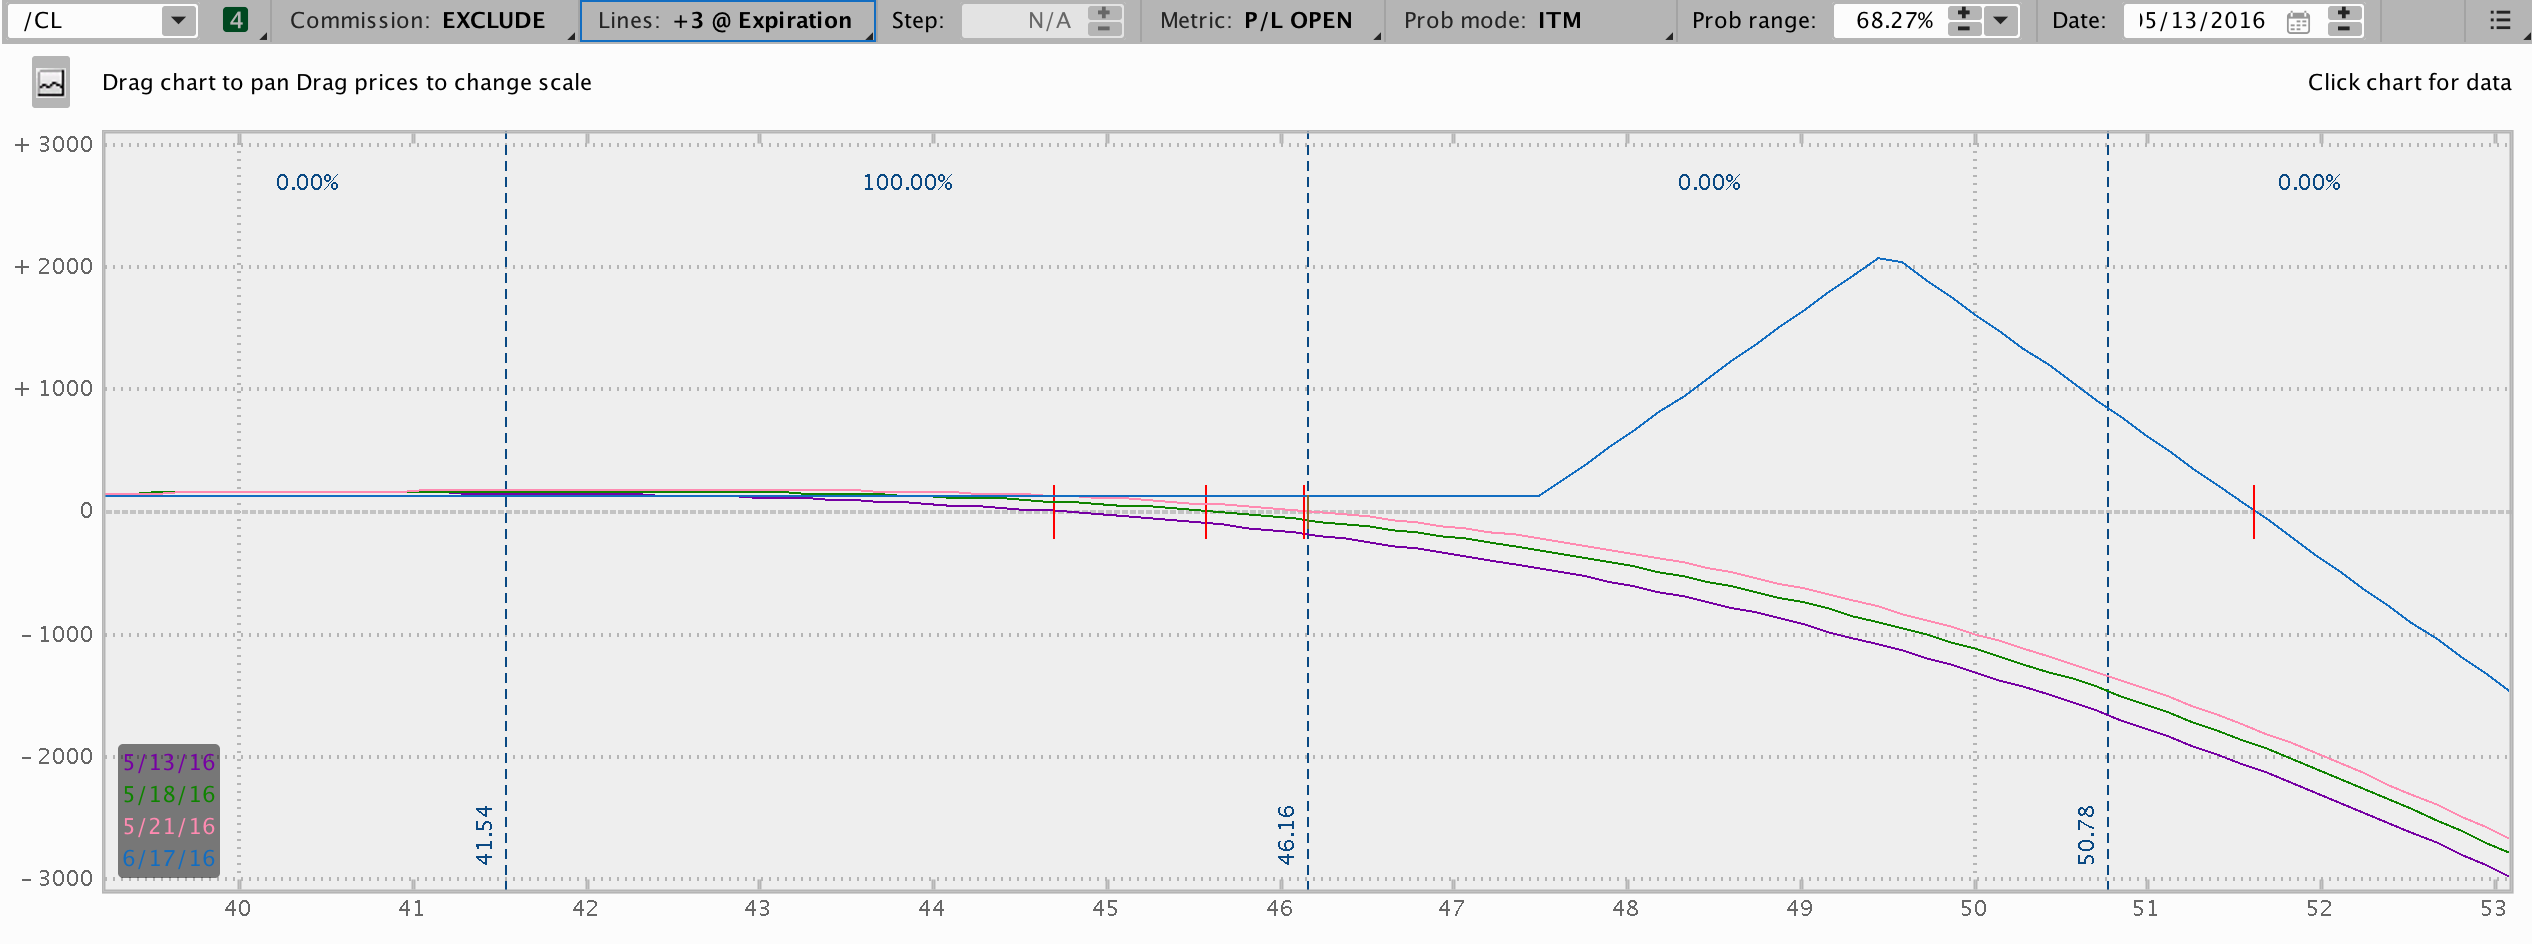 /CL 4 Commission: EXCLUDE Lines: +3 @ Expiration Step: N/A Metric: P/L OPEN Prob mode: ITM Prob range: 68.27% Date: 05/13/2016
Drag chart to pan Drag prices to change scale Click chart for data
+ 3000
0.00% 100.00% 0.00% 0.00%
+ 2000
+ 1000
0
- 1000
- 2000
- 3000
5/13/16
5/18/16
5/21/16
6/17/16
41.54 46.16 50.78
40 41 42 43 44 45 46 47 48 49 50 51 52 53